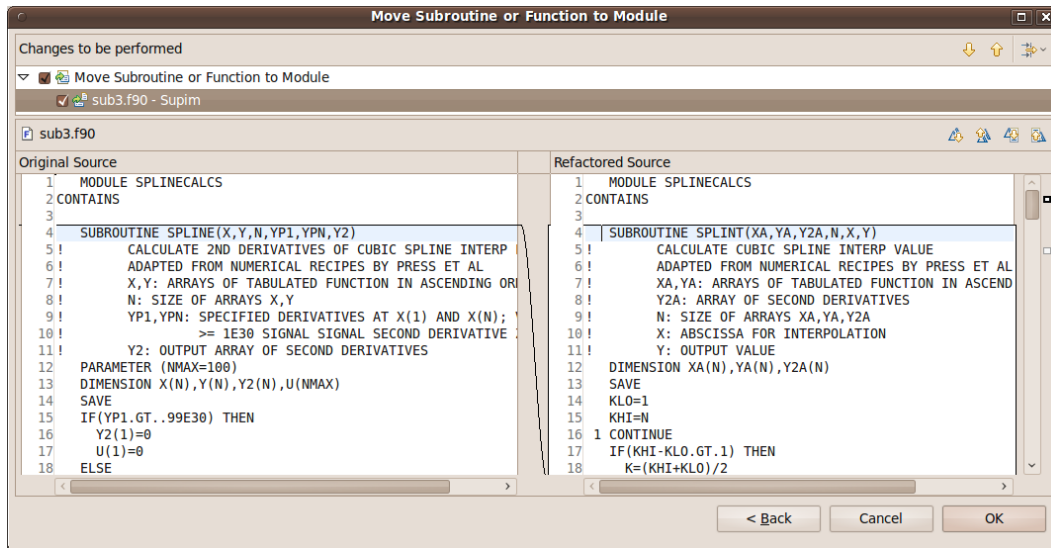 Move Subroutine or Function to Module
Changes to be performed
Move Subroutine or Function to Module
sub3.f90 - Supim
sub3.f90
Original Source
1 MODULE SPLINECALCS
2 CONTAINS
3
4 SUBROUTINE SPLINE(X,Y,N,YP1,YPN,Y2)
5 ! CALCULATE 2ND DERIVATIVES OF CUBIC SPLINE INTERP
6 ! ADAPTED FROM NUMERICAL RECIPES BY PRESS ET AL
7 ! X,Y: ARRAYS OF TABULATED FUNCTION IN ASCENDING
8 ! N: SIZE OF ARRAYS X,Y
9 ! YP1,YPN: SPECIFIED DERIVATIVES AT X(1) AND X(N);
10 ! >= 1E30 SIGNAL SIGNAL SECOND DERIVATIVE
11 ! Y2: OUTPUT ARRAY OF SECOND DERIVATIVES
12 PARAMETER (NMAX=100)
13 DIMENSION X(N),Y(N),Y2(N),U(NMAX)
14 SAVE
15 IF(YP1.GT..99E30) THEN
16 Y2(1)=0
17 U(1)=0
18 ELSE
Refactored Source
1 MODULE SPLINECALCS
2 CONTAINS
3
4 SUBROUTINE SPLINT(XA,YA,Y2A,N,X,Y)
5 ! CALCULATE CUBIC SPLINE INTERP VALUE
6 ! ADAPTED FROM NUMERICAL RECIPES BY PRESS ET AL
7 ! XA,YA: ARRAYS OF TABULATED FUNCTION IN ASCEND
8 ! Y2A: ARRAY OF SECOND DERIVATIVES
9 ! N: SIZE OF ARRAYS XA,YA,Y2A
10 ! X: ABSCISSA FOR INTERPOLATION
11 ! Y: OUTPUT VALUE
12 DIMENSION XA(N),YA(N),Y2A(N)
13 SAVE
14 KLO=1
15 KHI=N
16 1 CONTINUE
17 IF(KHI-KLO.GT.1) THEN
18 K=(KHI+KLO)/2
< Back
Cancel
OK